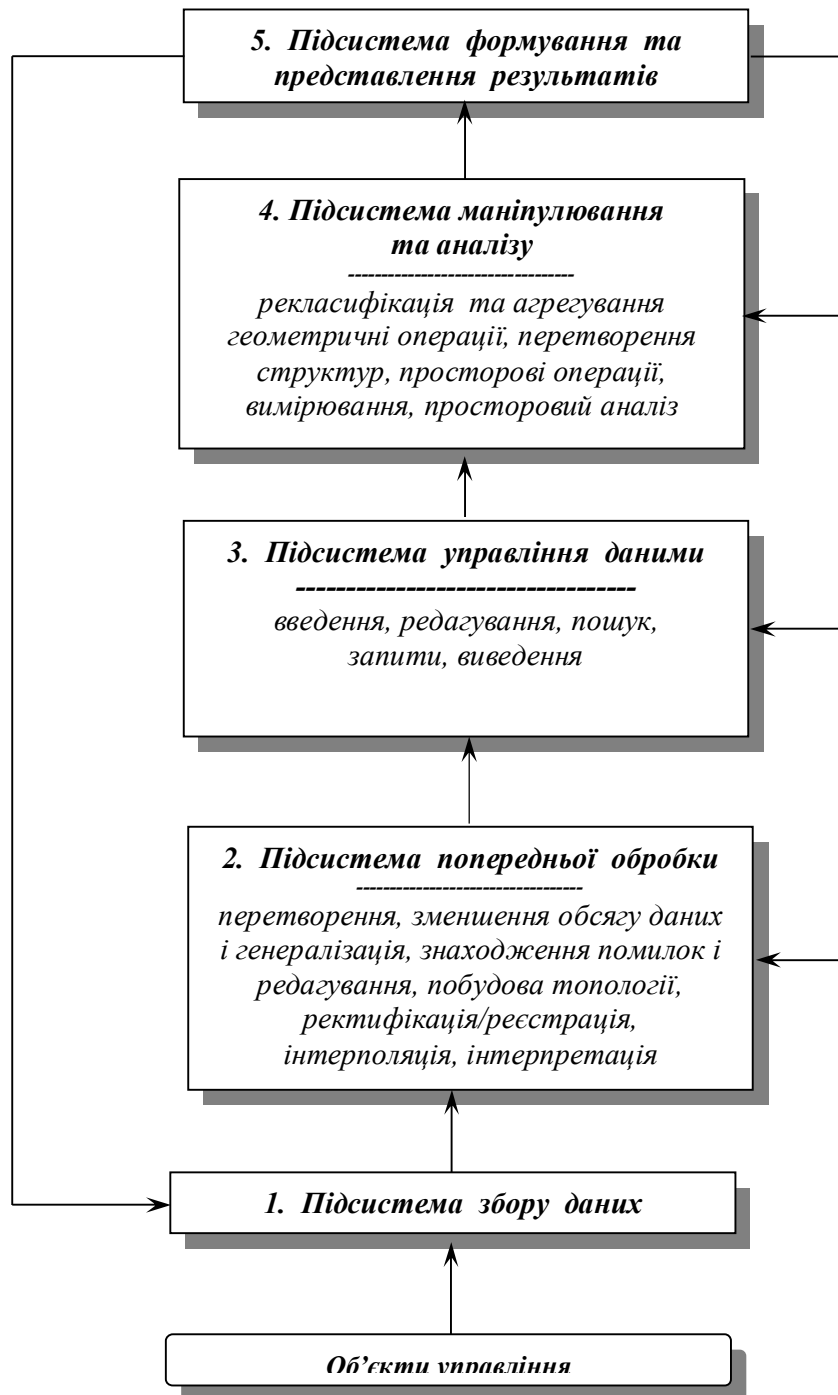 5. Підсистема формування та
представлення результатів
4. Підсистема маніпулювання
та аналізу
----------------------------------
рекласифікація та агрегування
геометричні операції, перетворення
структур, просторові операції,
вимірювання, просторовий аналіз
3. Підсистема управління даними
----------------------------------
введення, редагування, пошук,
запити, виведення
2. Підсистема попередньої обробки
----------------------------------
перетворення, зменшення обсягу даних
і генералізація, знаходження помилок і
редагування, побудова топології,
ректифікація/реєстрація,
інтерполяція, інтерпретація
1. Підсистема збору даних
Об’єкти управління